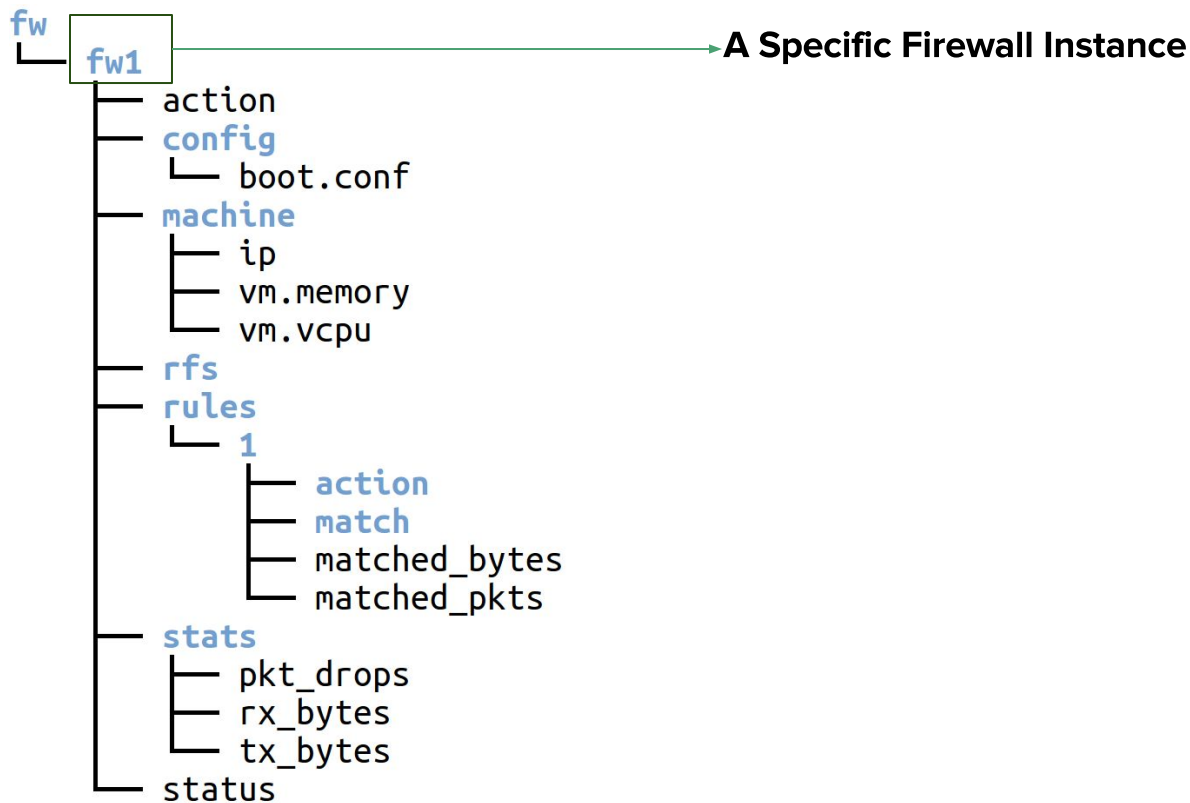 fw
fw1
A Specific Firewall Instance
action
config
boot.conf
machine
ip
vm.memory
vm.vcpu
rfs
rules
1
action
match
matched_bytes
matched_pkts
stats
pkt_drops
rx_bytes
tx_bytes
status